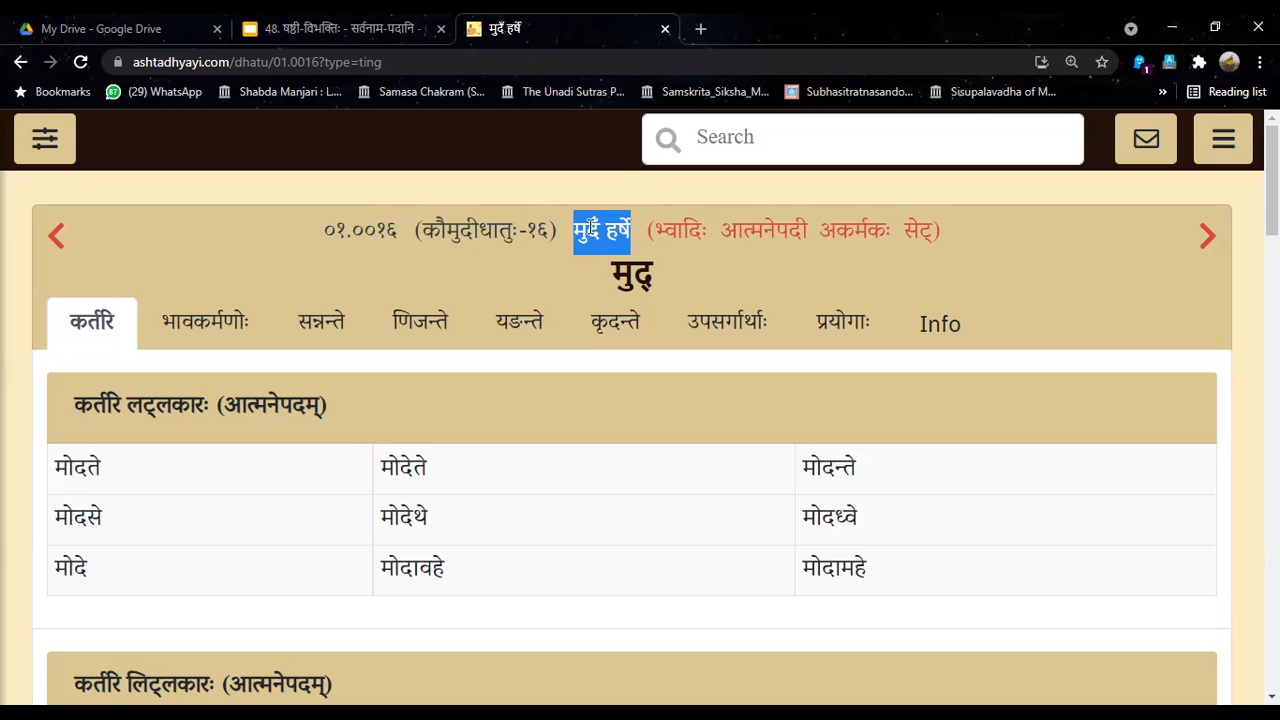 My Drive - Google Drive
48. षष्ठी-विभक्तिः - सर्वनाम-पदानि -
मुदँ हर्षे
ashtadhyayi.com/dhatu/01.0016?type=ting
Bookmarks
(29) WhatsApp
Shabda Manjari : L...
Samasa Chakram (S...
The Unadi Sutras P...
Samskrita_Siksha_M...
Subhasitratnasando...
Sisupalavadha of M...
»
Reading list
Search
०१.००१६ (कौमुदीधातुः-१६) मुदँ हर्षे (भ्वादिः आत्मनेपदी अकर्मकः सेट्)
मुद्
कर्तरि भावकर्मणोः सन्नन्ते णिजन्ते यङन्ते कृदन्ते उपसर्गार्थाः प्रयोगाः Info
कर्तरि लट्लकारः (आत्मनेपदम्)
मोदते मोदेते मोदन्ते
मोदसे मोदेथे मोदध्वे
मोदे मोदावहे मोदामहे
कर्तरि लिट्लकारः (आत्मनेपदम्)